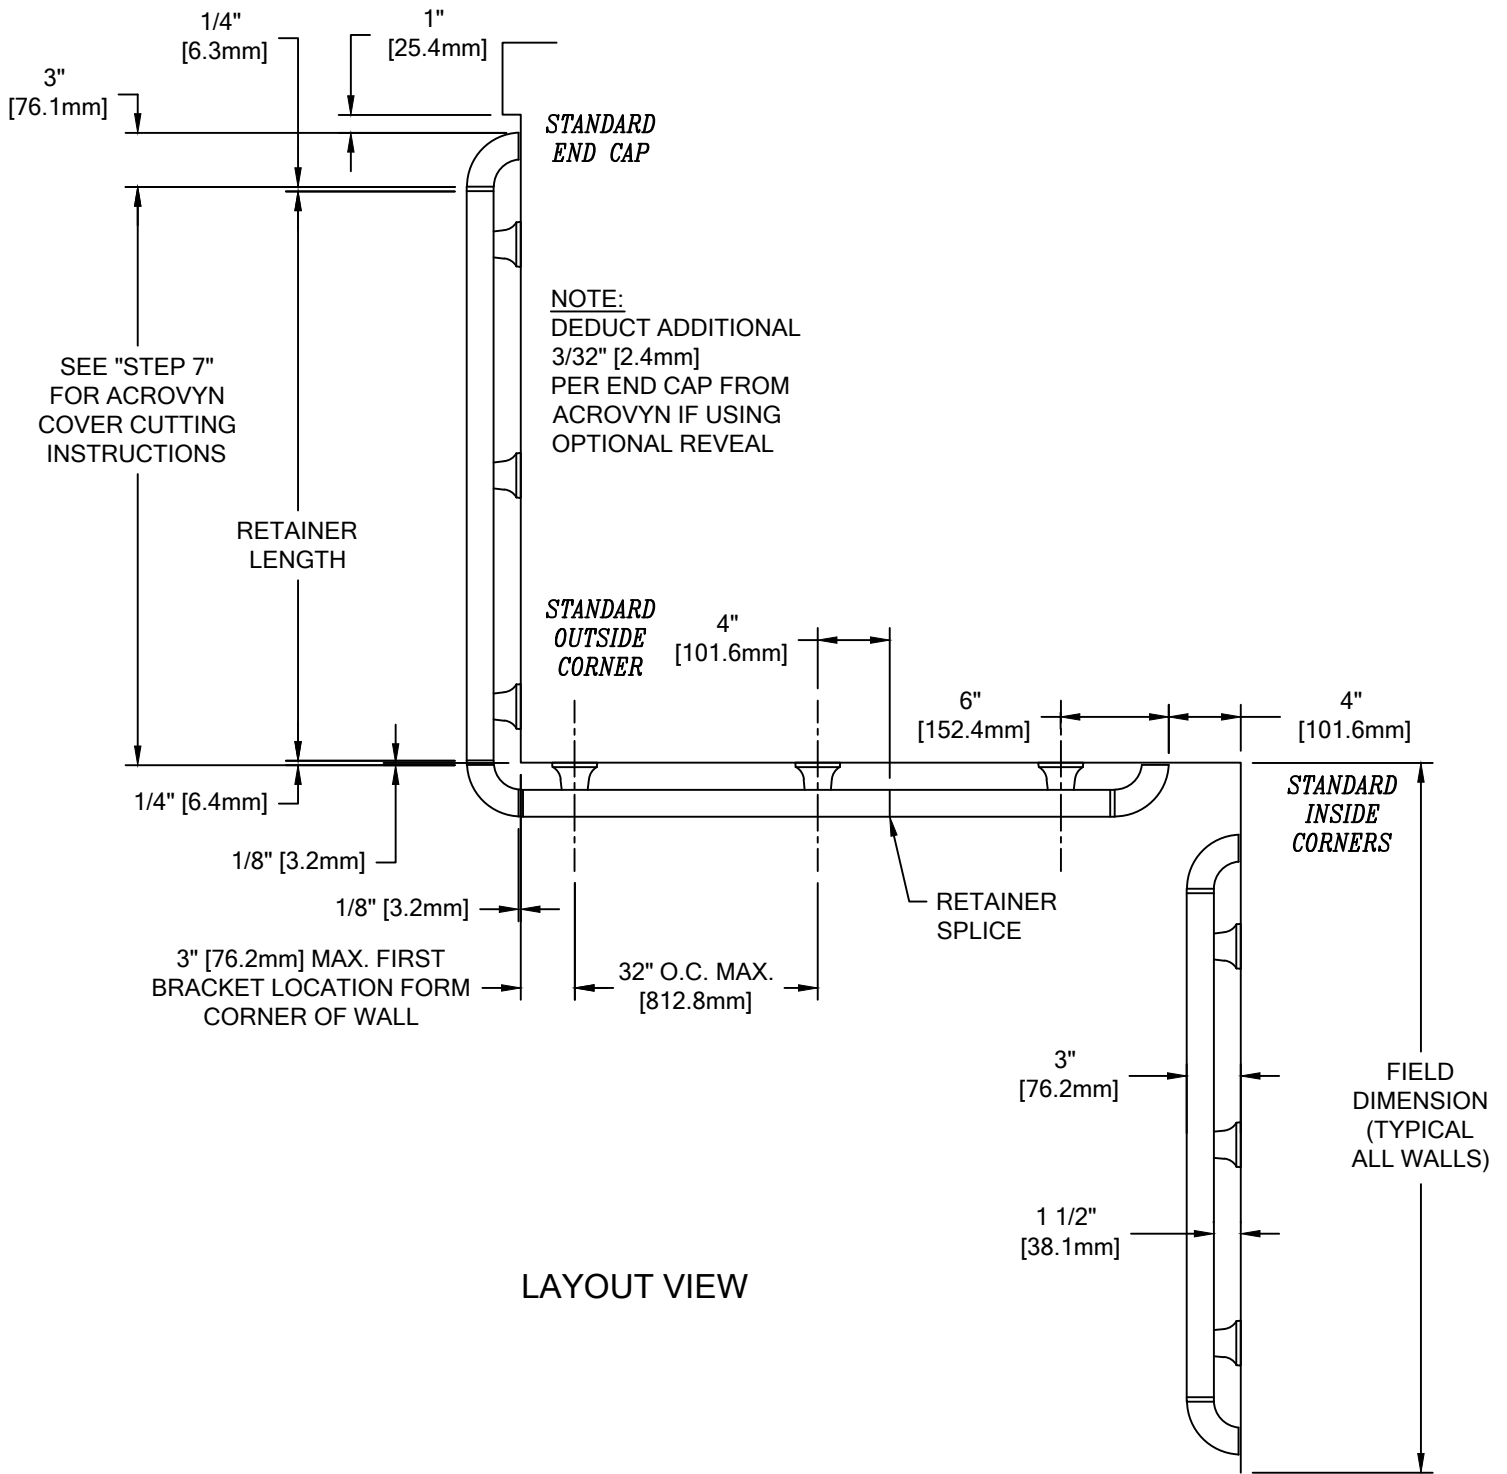 1/4"
[6.3mm]
1"
[25.4mm]
3"
[76.1mm]
STANDARD
END CAP
NOTE:
DEDUCT ADDITIONAL
3/32" [2.4mm]
PER END CAP FROM
ACROVYN IF USING
OPTIONAL REVEAL
SEE "STEP 7"
FOR ACROVYN
COVER CUTTING
INSTRUCTIONS
RETAINER
LENGTH
STANDARD
OUTSIDE
CORNER
4"
[101.6mm]
6"
[152.4mm]
4"
[101.6mm]
STANDARD
INSIDE
CORNERS
1/4" [6.4mm]
1/8" [3.2mm]
1/8" [3.2mm]
RETAINER
SPLICE
3" [76.2mm] MAX. FIRST
BRACKET LOCATION FORM
CORNER OF WALL
32" O.C. MAX.
[812.8mm]
3"
[76.2mm]
FIELD
DIMENSION
(TYPICAL
ALL WALLS)
1 1/2"
[38.1mm]
LAYOUT VIEW